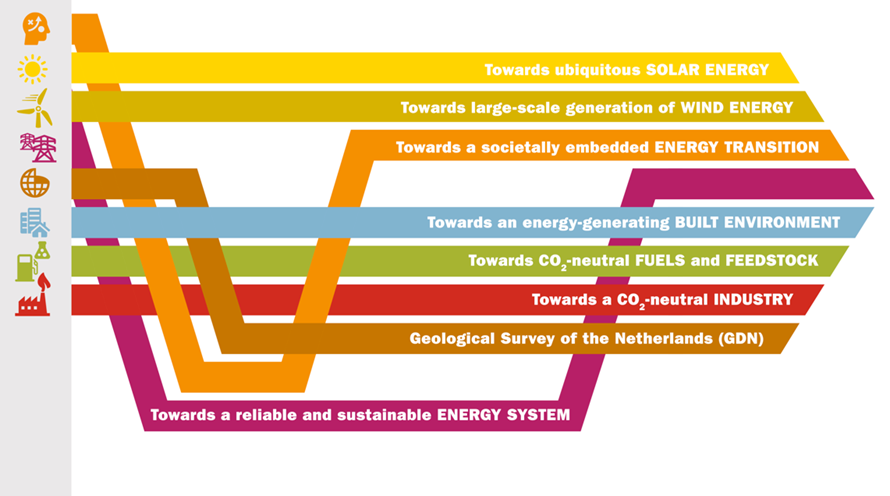 Towards ubiquitous SOLAR ENERGY
Towards large-scale generation of WIND ENERGY
Towards a societally embedded ENERGY TRANSITION
Towards an energy-generating BUILT ENVIRONMENT
Towards CO₂-neutral FUELS and FEEDSTOCK
Towards a CO₂-neutral INDUSTRY
Geological Survey of the Netherlands (GDN)
Towards a reliable and sustainable ENERGY SYSTEM